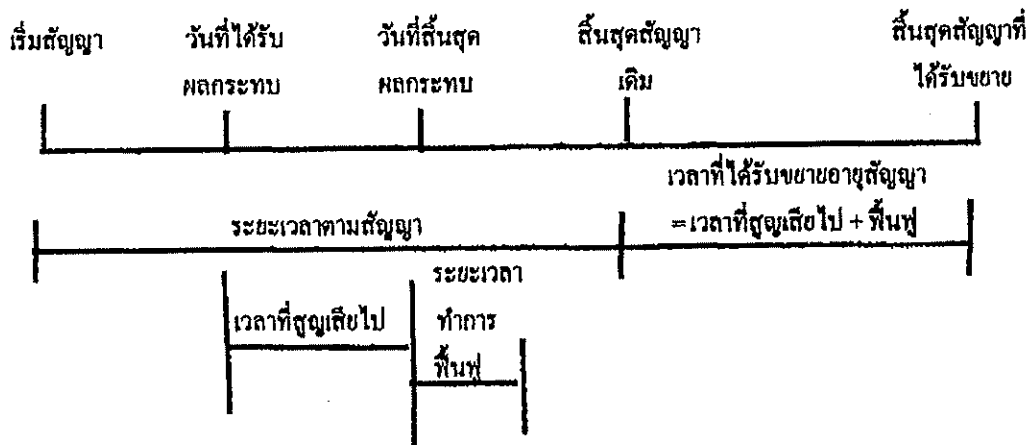 เริ่มสัญญา วันที่ได้รับ วันที่สิ้นสุด สิ้นสุดสัญญา สิ้นสุดสัญญาที่
ผลกระทบ ผลกระทบ เดิม ได้รับขยาย
เวลาที่ได้รับขยายอายุสัญญา
ระยะเวลาตามสัญญา =เวลาที่สูญเสียไป + ฟื้นฟู
ระยะเวลา
เวลาที่สูญเสียไป ทำการ
ฟื้นฟู